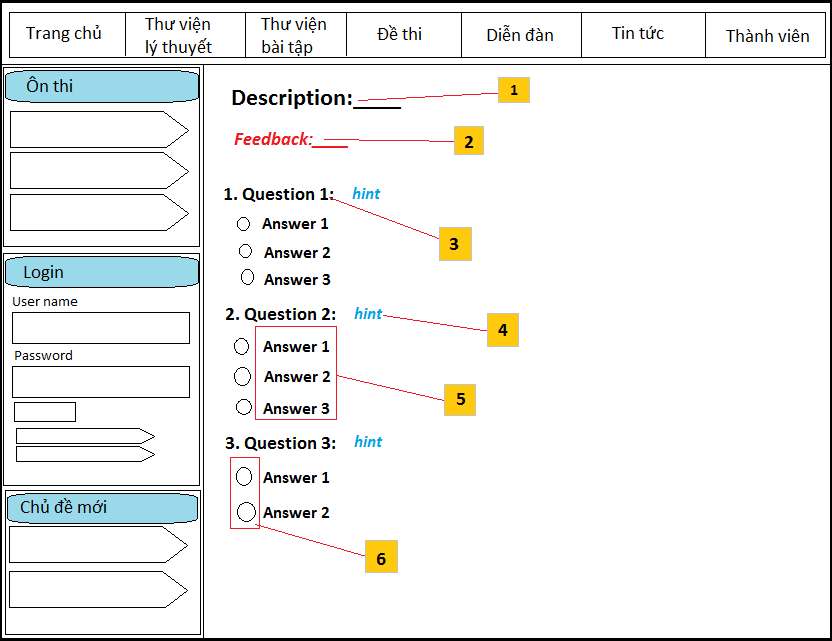 Trang chủ
Thư viện
lý thuyết
Thư viện
bài tập
Đề thi
Diễn đàn
Tin tức
Thành viên
Ôn thi
Login
User name
Password
Chủ đề mới
Description:____
1
Feedback:____
2
1. Question 1: hint
Answer 1
3
Answer 2
Answer 3
2. Question 2: hint
4
Answer 1
Answer 2
5
Answer 3
3. Question 3: hint
Answer 1
Answer 2
6